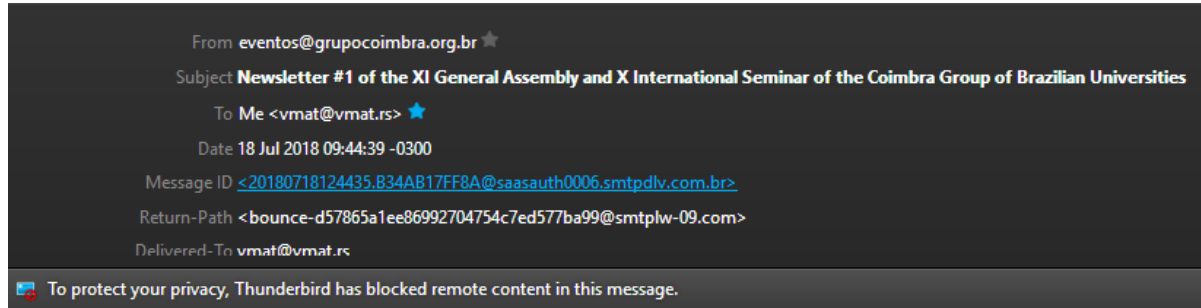 From eventos@grupocoimbra.org.br
Subject Newsletter #1 of the XI General Assembly and X International Seminar of the Coimbra Group of Brazilian Universities
To Me <vmat@vmat.rs>
Date 18 Jul 2018 09:44:39 -0300
Message ID <20180718124435.B34AB17FF8A@saasauth0006.smtpdlv.com.br>
Return-Path <bounce-d57865a1ee86992704754c7ed577ba99@smtplw-09.com>
Delivered-To vmat@vmat.rs
To protect your privacy, Thunderbird has blocked remote content in this message.